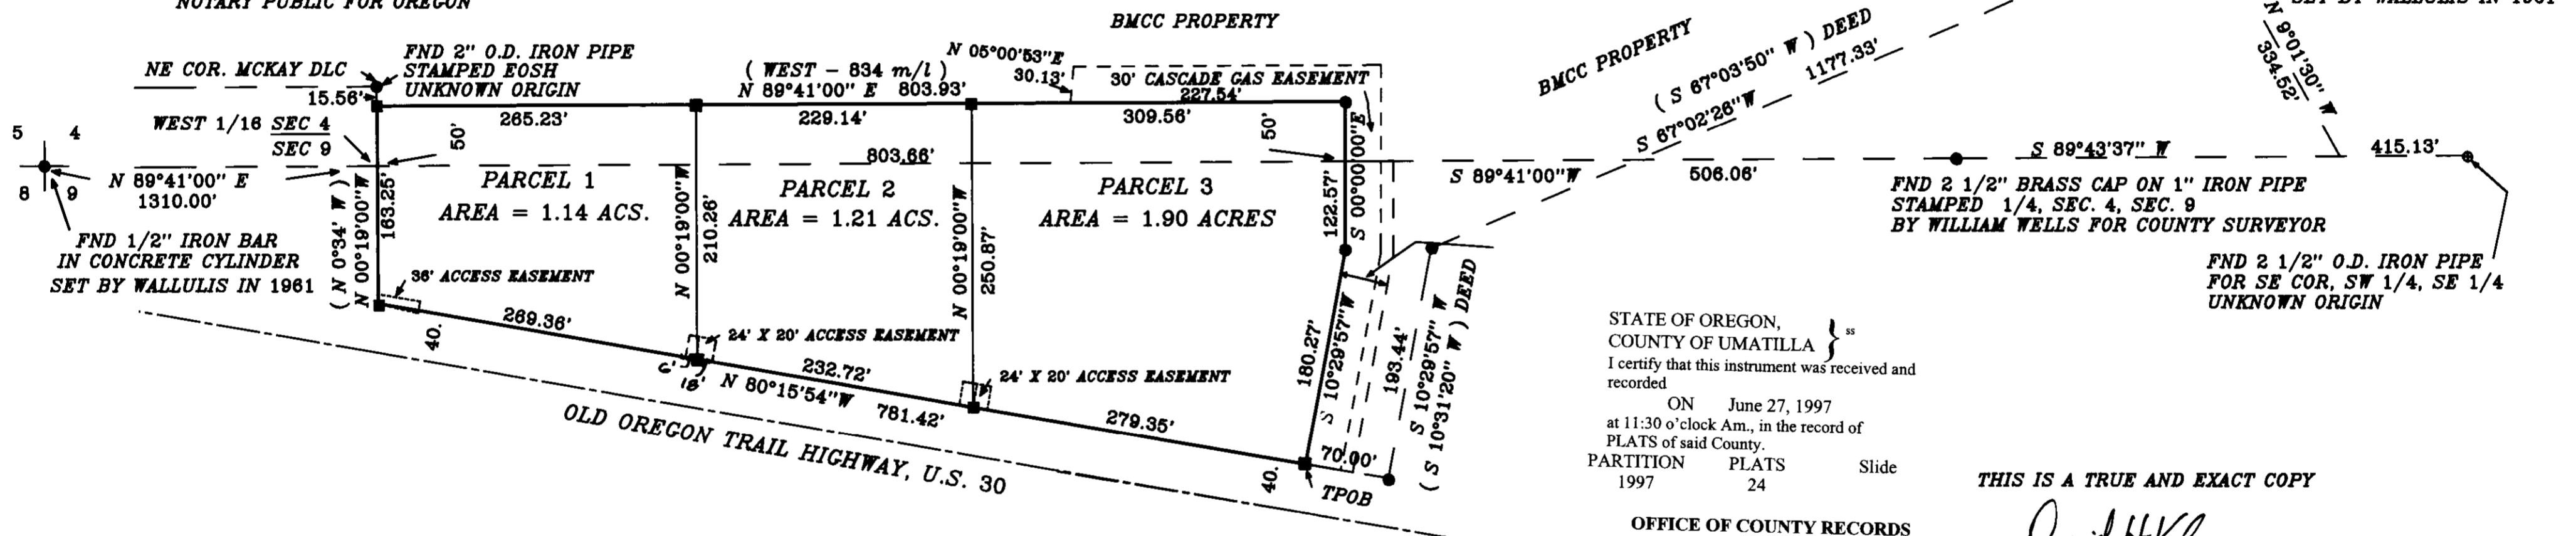 NOTARY PUBLIC FOR OREGON
BMCC PROPERTY
NE COR. MCKAY DLC
FND 2" O.D. IRON PIPE
STAMPED EOSH
UNKNOWN ORIGIN
15.56'
( WEST - 834 m/l )
N 89°41'00" E 803.93'
N 05°00'53"E
30.13'
30' CASCADE GAS EASEMENT
227.54'
265.23'
229.14'
309.56'
WEST 1/16 SEC 4
SEC 9
50'
50'
803.66'
5 4
8 9
N 89°41'00" E
1310.00'
FND 1/2" IRON BAR
IN CONCRETE CYLINDER
SET BY WALLULIS IN 1961
( N 0°34' W )
N 00°19'00"W
163.25'
PARCEL 1
AREA = 1.14 ACS.
N 00°19'00"W
210.26'
PARCEL 2
AREA = 1.21 ACS.
N 00°19'00"W
250.87'
PARCEL 3
AREA = 1.90 ACRES
122.57'
S 00°00'00"E
36' ACCESS EASEMENT
269.36'
40.
24' X 20' ACCESS EASEMENT
6'
18'
232.72'
N 80°15'54"W 781.42'
24' X 20' ACCESS EASEMENT
279.35'
180.27'
S 10°29'57"W
193.44'
S 10°29'57" W
( S 10°31'20" W ) DEED
70.00'
40.
TPOB
OLD OREGON TRAIL HIGHWAY, U.S. 30
BMCC PROPERTY
( S 67°03'50" W ) DEED
S 67°02'26"W 1177.33'
S 89°41'00"W
506.06'
N 9°01'30" W
334.52'
SET BY WALLULIS IN 1961
S 89°43'37" W
415.13'
FND 2 1/2" BRASS CAP ON 1" IRON PIPE
STAMPED 1/4, SEC. 4, SEC. 9
BY WILLIAM WELLS FOR COUNTY SURVEYOR
FND 2 1/2" O.D. IRON PIPE
FOR SE COR, SW 1/4, SE 1/4
UNKNOWN ORIGIN
STATE OF OREGON,
COUNTY OF UMATILLA } ss
I certify that this instrument was received and
recorded
ON June 27, 1997
at 11:30 o'clock Am., in the record of
PLATS of said County.
PARTITION PLATS Slide
1997 24
OFFICE OF COUNTY RECORDS
THIS IS A TRUE AND EXACT COPY